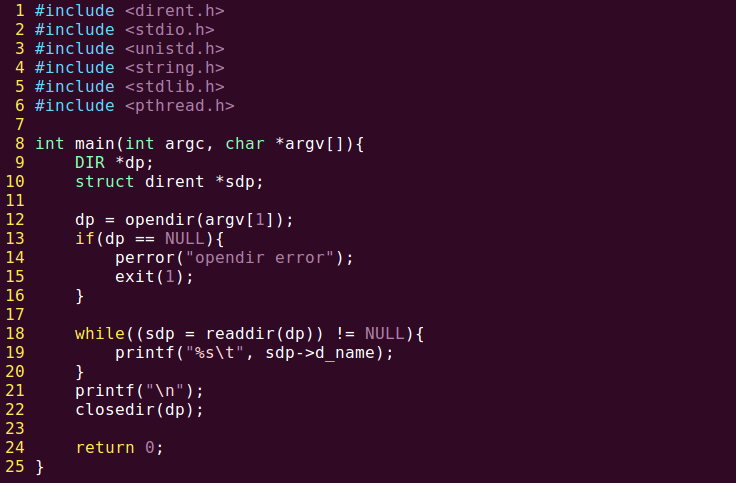 1 #include <dirent.h>
2 #include <stdio.h>
3 #include <unistd.h>
4 #include <string.h>
5 #include <stdlib.h>
6 #include <pthread.h>
7
8 int main(int argc, char *argv[]){
9     DIR *dp;
10     struct dirent *sdp;
11
12     dp = opendir(argv[1]);
13     if(dp == NULL){
14         perror("opendir error");
15         exit(1);
16     }
17
18     while((sdp = readdir(dp)) != NULL){
19         printf("%s\t", sdp->d_name);
20     }
21     printf("\n");
22     closedir(dp);
23
24     return 0;
25 }